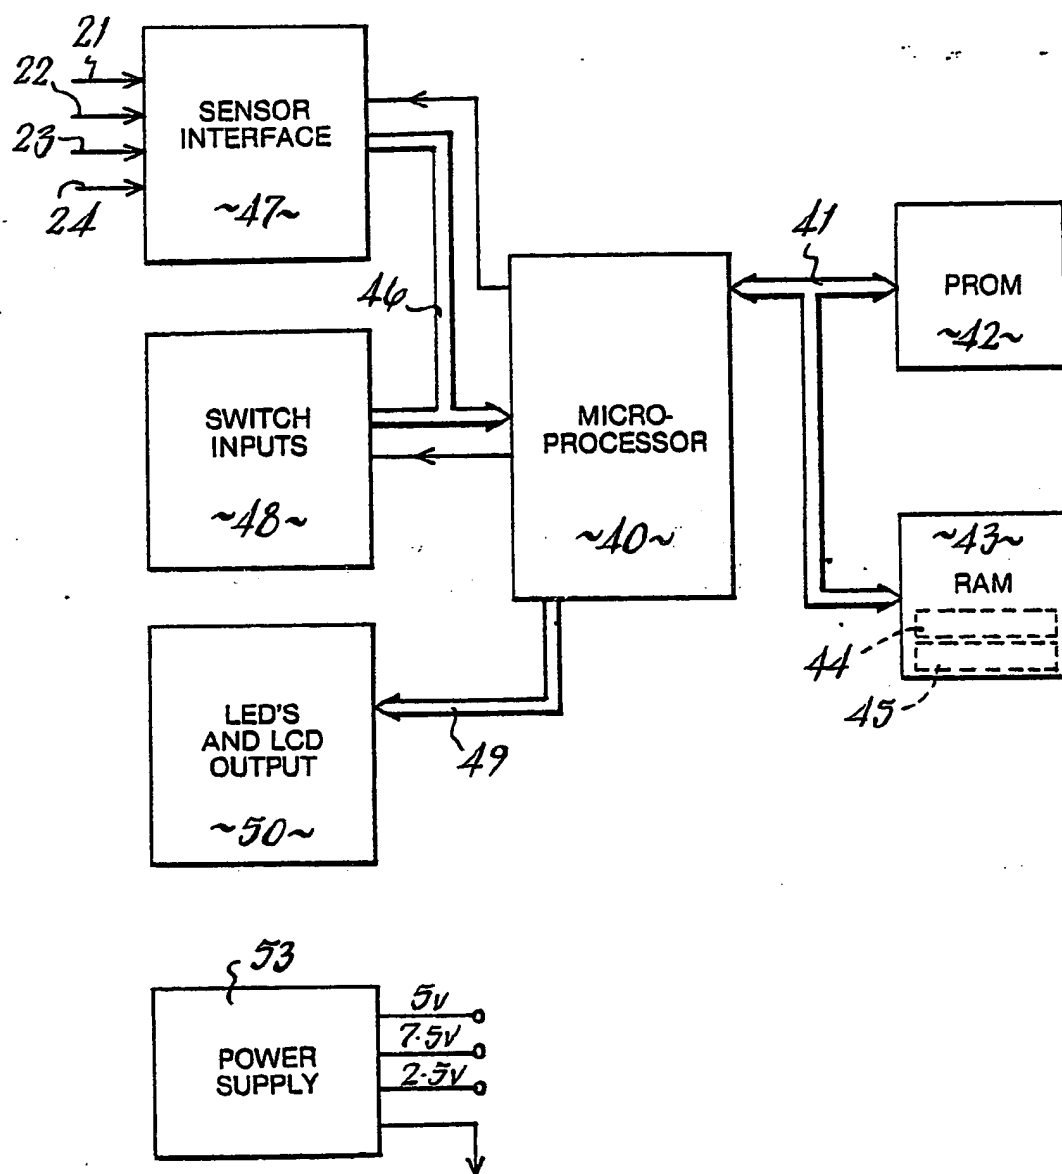 21
22
23
24
SENSOR
INTERFACE
~47~
46
41
PROM
~42~
SWITCH
INPUTS
~48~
MICRO-
PROCESSOR
~40~
~43~
RAM
44
45
LED'S
AND LCD
OUTPUT
~50~
49
53
POWER
SUPPLY
5v
7·5v
2·5v